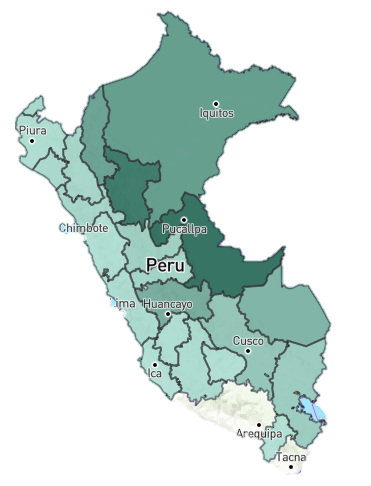 Iquitos
Piura
Chimbote
Pucallpa
Peru
Lima
Huancayo
Cusco
Ica
Arequipa
Tacna